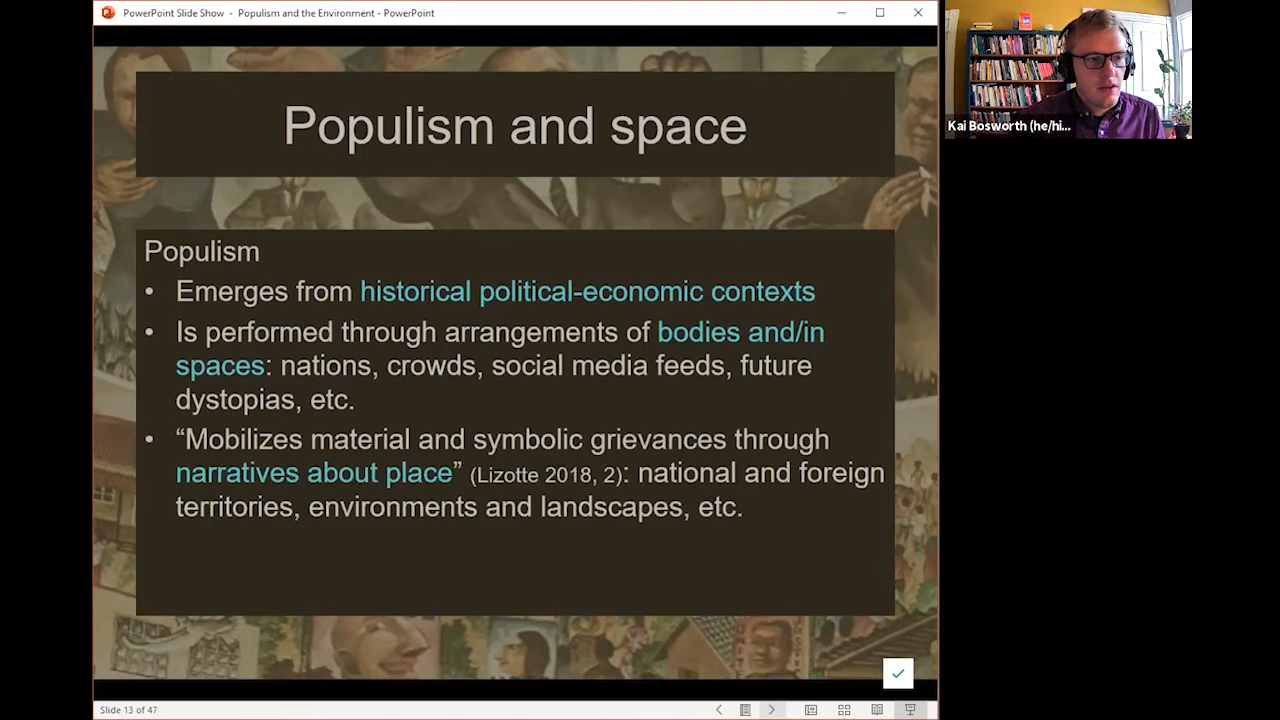 PowerPoint Slide Show - Populism and the Environment - PowerPoint
Populism and space
Populism
• Emerges from historical political-economic contexts
• Is performed through arrangements of bodies and/in
spaces: nations, crowds, social media feeds, future
dystopias, etc.
• “Mobilizes material and symbolic grievances through
narratives about place” (Lizotte 2018, 2): national and foreign
territories, environments and landscapes, etc.
Slide 13 of 47
Kai Bosworth (he/hi...